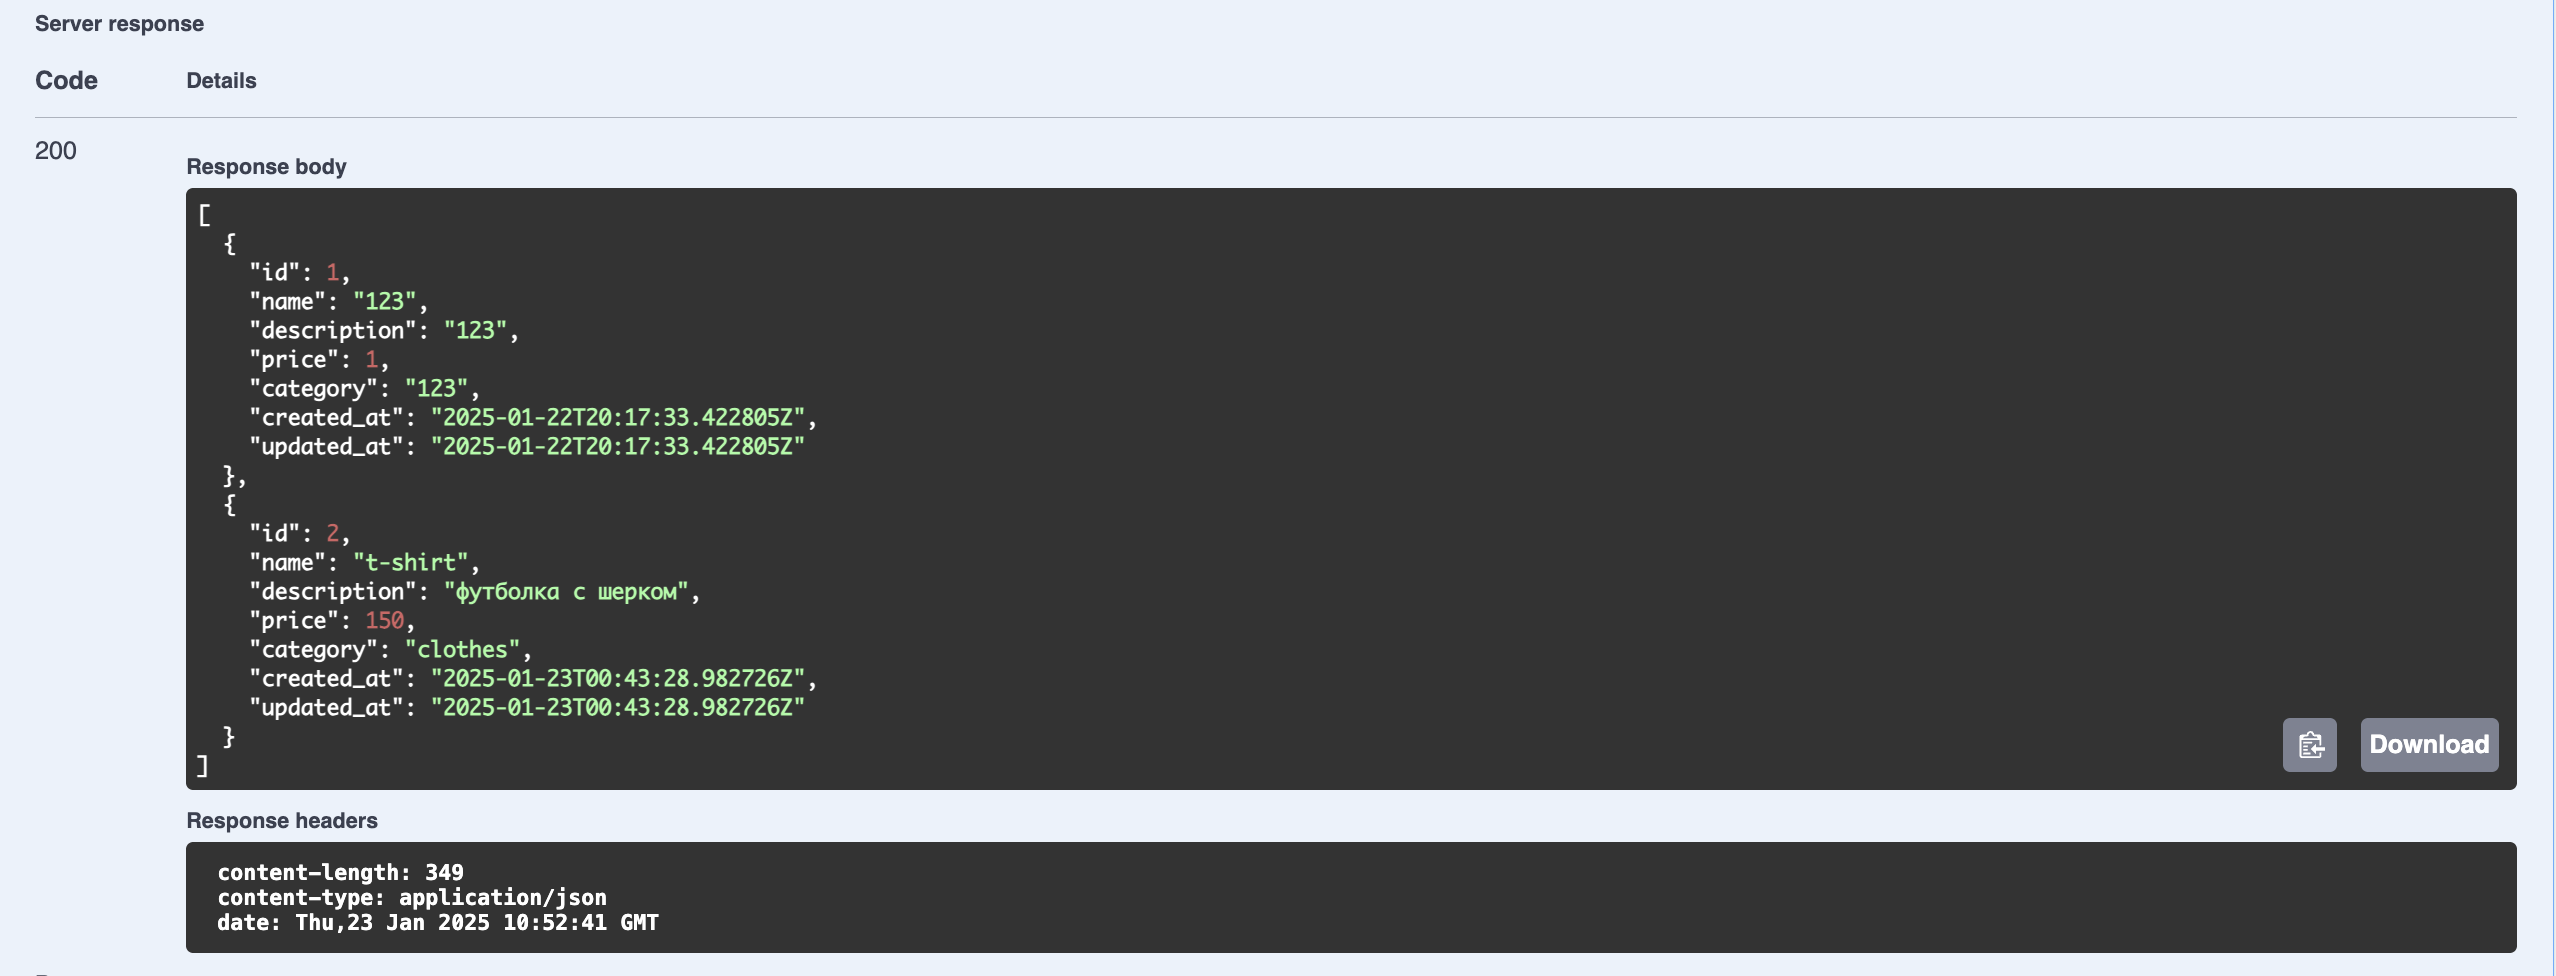 Server response
Code Details
200
Response body
[
  {
    "id": 1,
    "name": "123",
    "description": "123",
    "price": 1,
    "category": "123",
    "created_at": "2025-01-22T20:17:33.422805Z",
    "updated_at": "2025-01-22T20:17:33.422805Z"
  },
  {
    "id": 2,
    "name": "t-shirt",
    "description": "футболка с шерком",
    "price": 150,
    "category": "clothes",
    "created_at": "2025-01-23T00:43:28.982726Z",
    "updated_at": "2025-01-23T00:43:28.982726Z"
  }
]
Download
Response headers
content-length: 349
content-type: application/json
date: Thu,23 Jan 2025 10:52:41 GMT